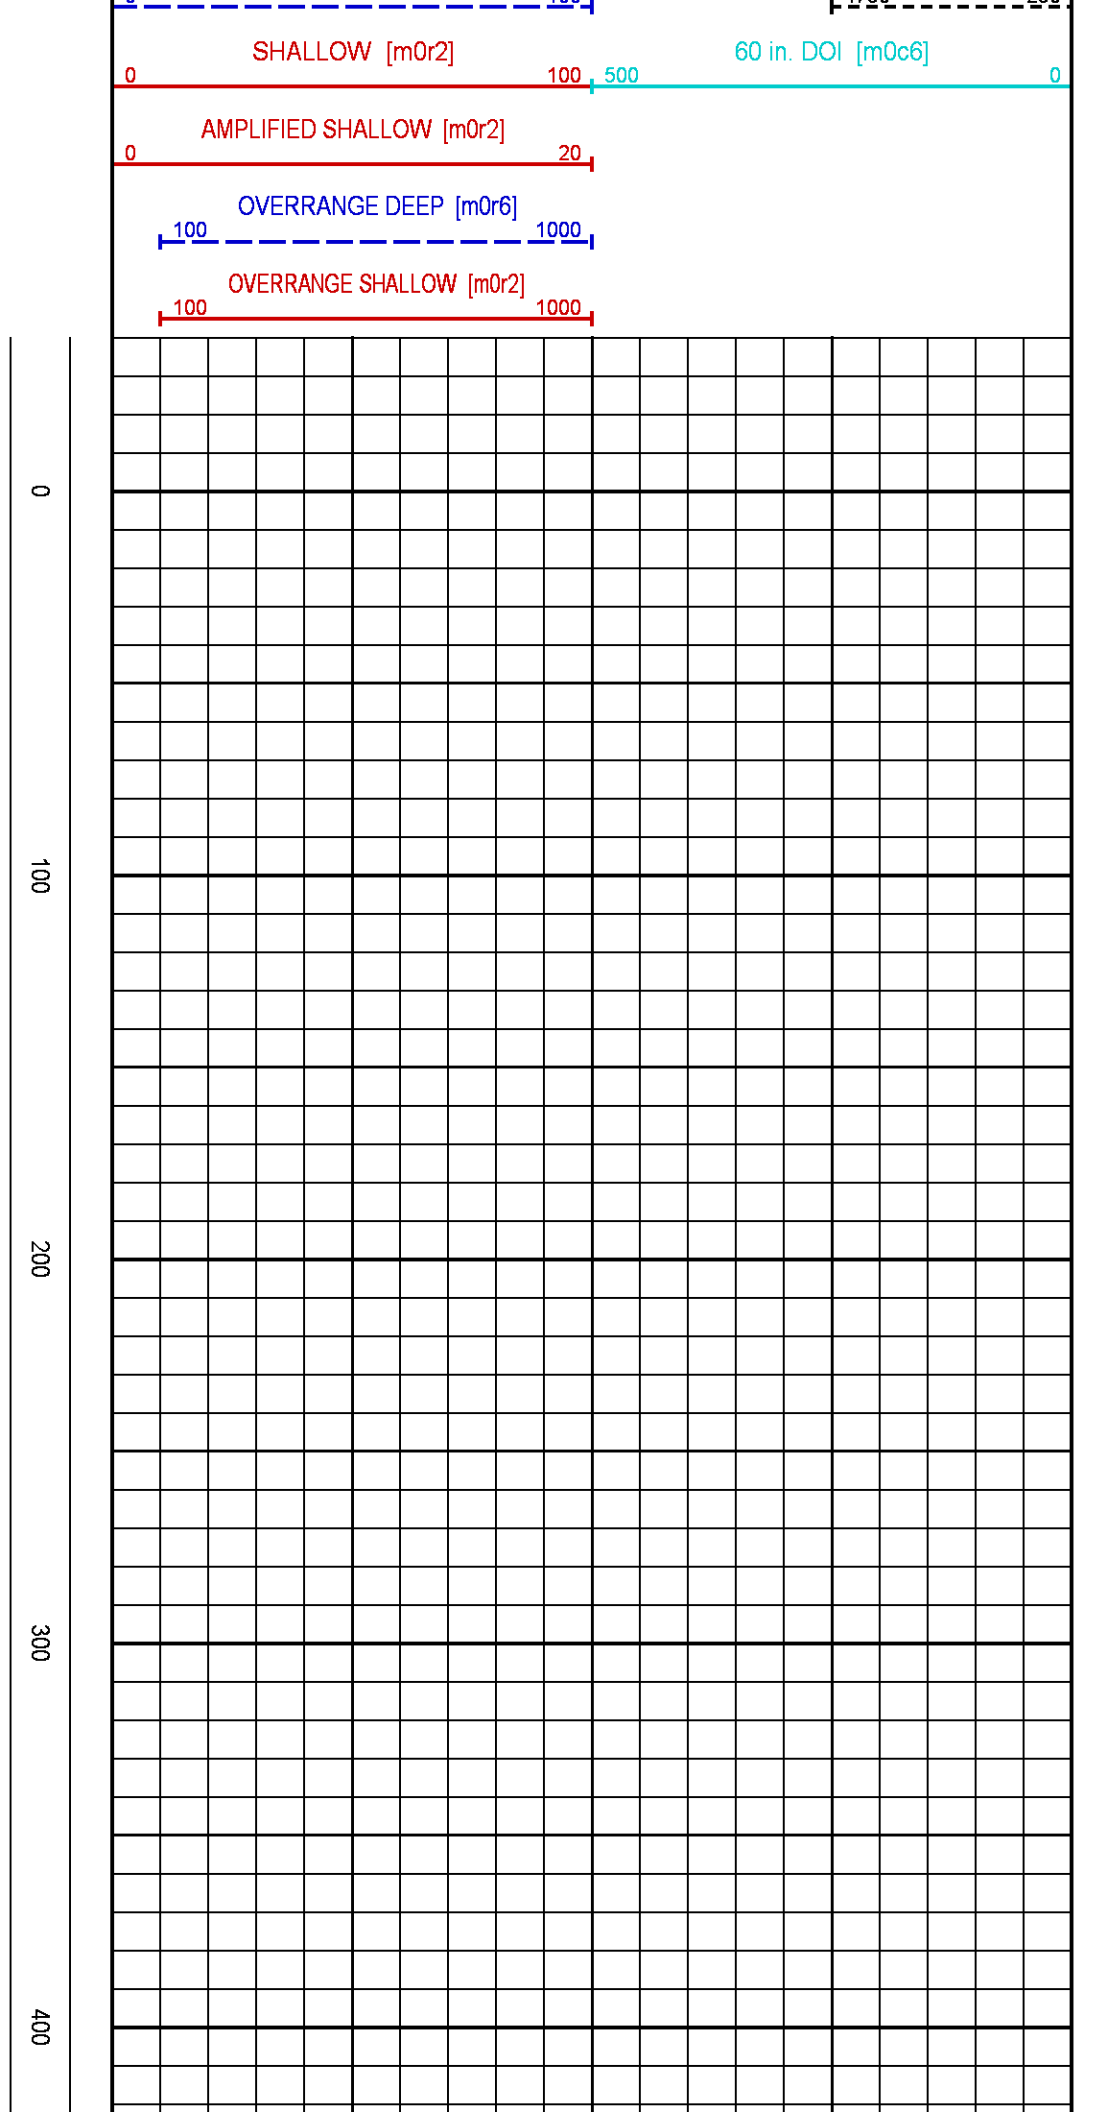 SHALLOW [m0r2] 60 in. DOI [m0c6]
0 100 500 0
AMPLIFIED SHALLOW [m0r2]
0 20
OVERRANGE DEEP [m0r6]
100 1000
OVERRANGE SHALLOW [m0r2]
100 1000
0
100
200
300
400